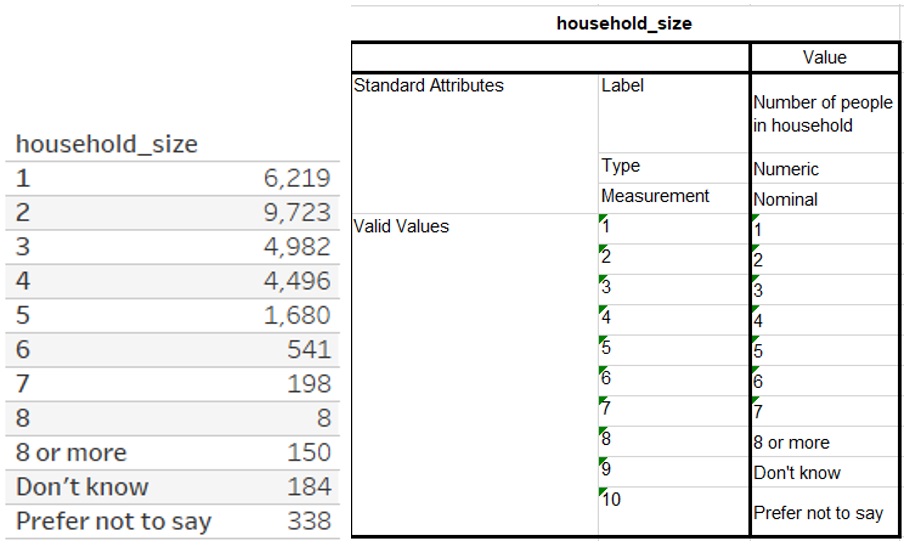 household_size
1 6,219
2 9,723
3 4,982
4 4,496
5 1,680
6 541
7 198
8 8
8 or more 150
Don't know 184
Prefer not to say 338
household_size
Value
Standard Attributes Label Number of people
in household
Type Numeric
Measurement Nominal
Valid Values 1 1
2 2
3 3
4 4
5 5
6 6
7 7
8 8 or more
9 Don't know
10 Prefer not to say